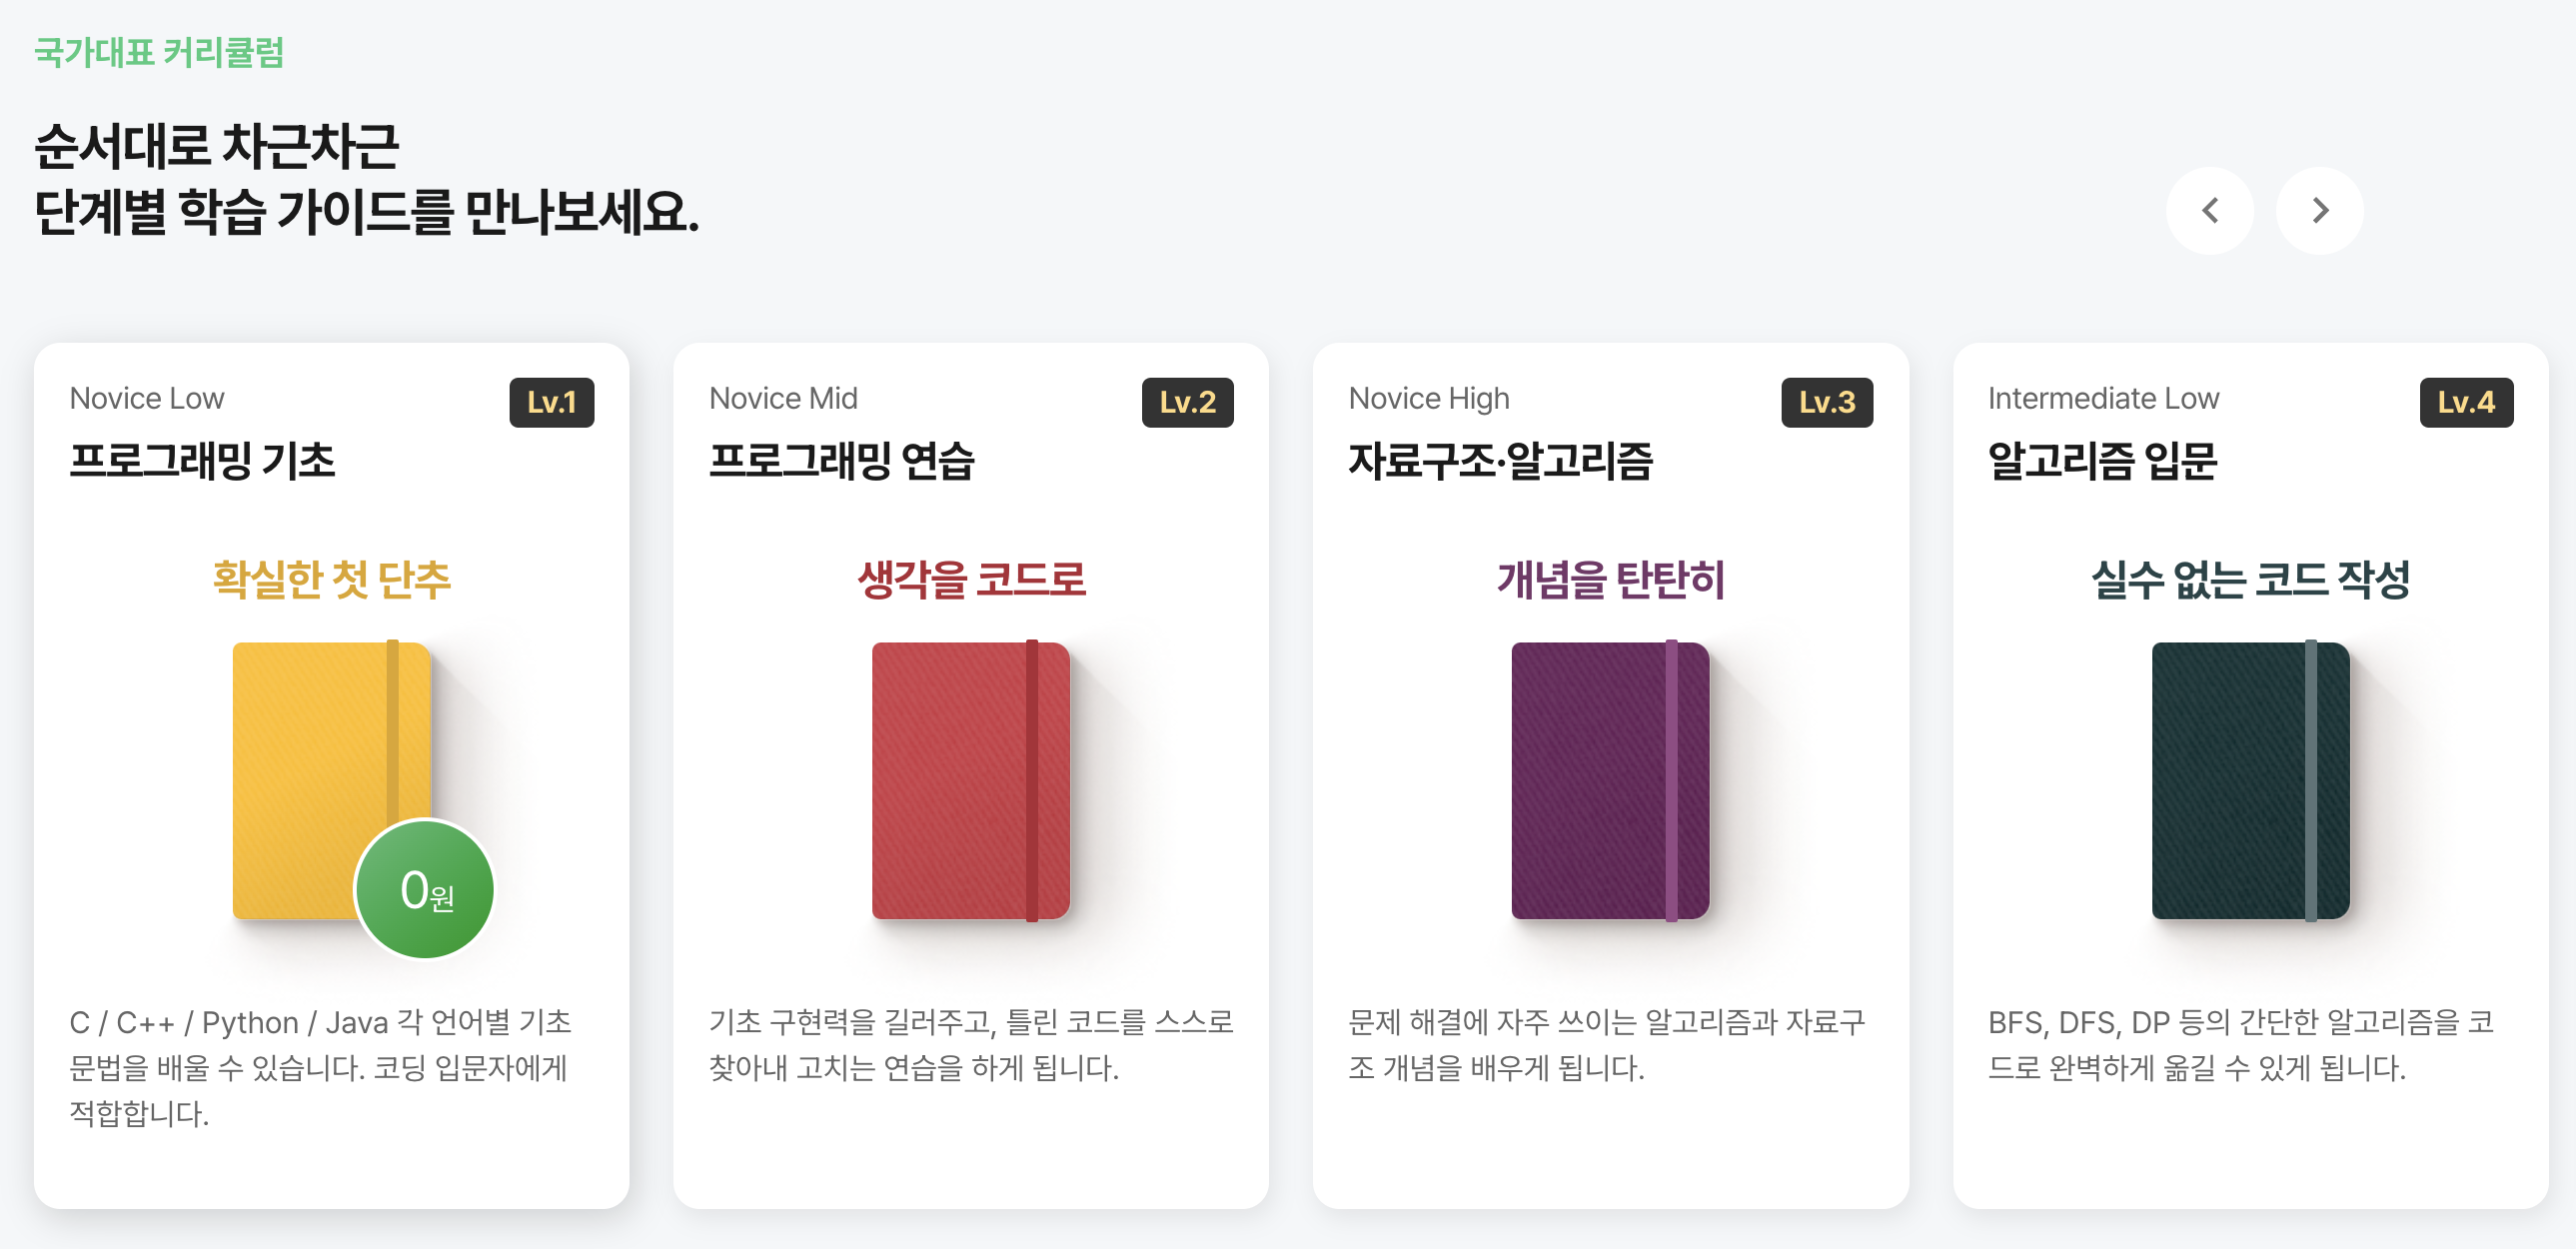 국가대표 커리큘럼
순서대로 차근차근
단계별 학습 가이드를 만나보세요.
Novice Low
Lv.1
프로그래밍 기초
확실한 첫 단추
0원
C / C++ / Python / Java 각 언어별 기초
문법을 배울 수 있습니다. 코딩 입문자에게
적합합니다.
Novice Mid
Lv.2
프로그래밍 연습
생각을 코드로
기초 구현력을 길러주고, 틀린 코드를 스스로
찾아내 고치는 연습을 하게 됩니다.
Novice High
Lv.3
자료구조·알고리즘
개념을 탄탄히
문제 해결에 자주 쓰이는 알고리즘과 자료구
조 개념을 배우게 됩니다.
Intermediate Low
Lv.4
알고리즘 입문
실수 없는 코드 작성
BFS, DFS, DP 등의 간단한 알고리즘을 코
드로 완벽하게 옮길 수 있게 됩니다.